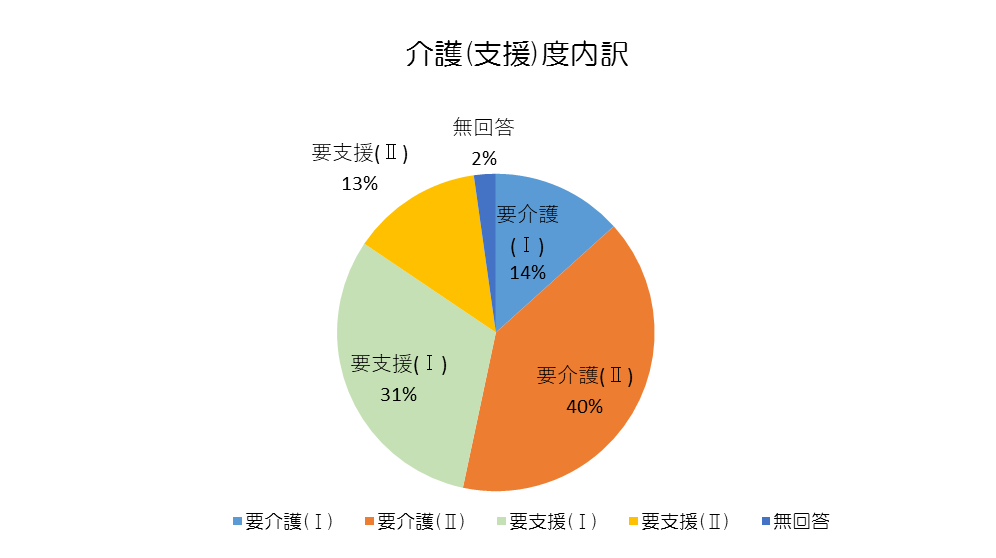 介護(支援)度内訳
無回答
2%
要支援(Ⅱ)
13%
要介護
(Ⅰ)
14%
要支援(Ⅰ)
31%
要介護(Ⅱ)
40%
要介護(Ⅰ) 要介護(Ⅱ) 要支援(Ⅰ) 要支援(Ⅱ) 無回答